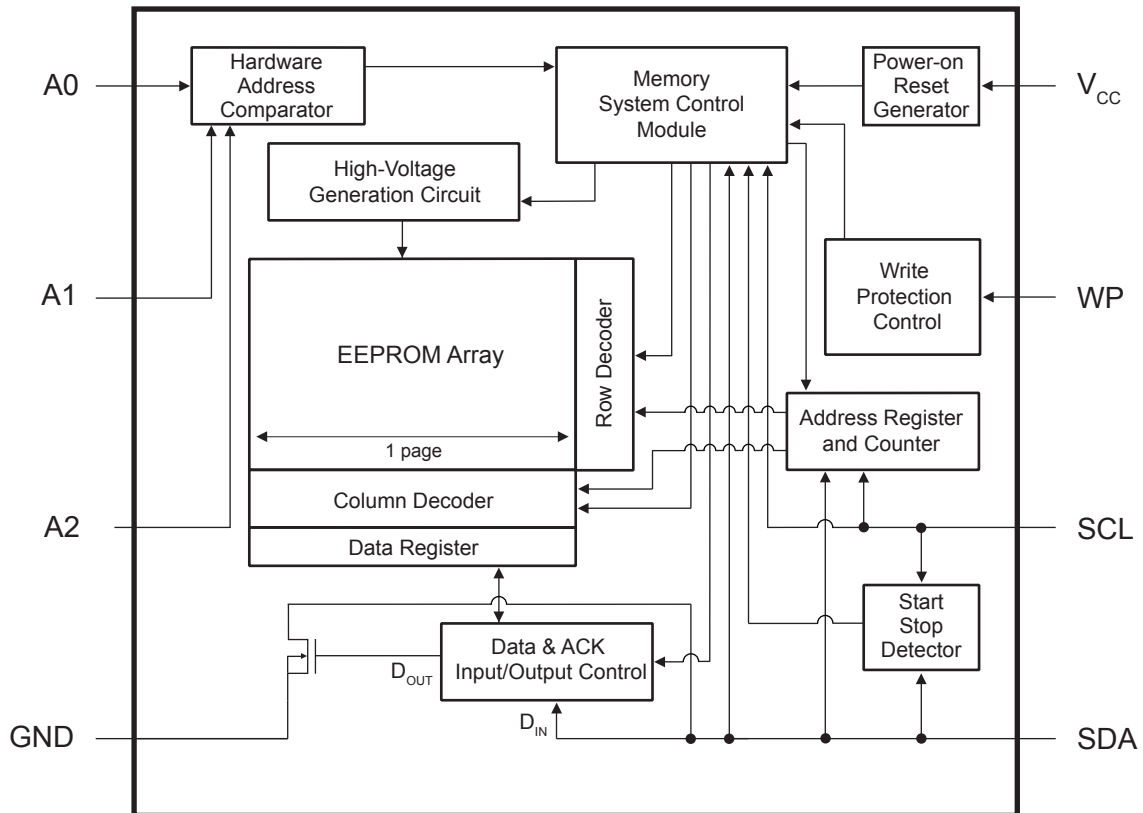 A0
Hardware
Address
Comparator
Memory
System Control
Module
Power-on
Reset
Generator
VCC
High-Voltage
Generation Circuit
A1
EEPROM Array
1 page
Row Decoder
Write
Protection
Control
WP
Address Register
and Counter
Column Decoder
Data Register
A2
SCL
Start
Stop
Detector
Data & ACK
Input/Output Control
DOUT
DIN
GND
SDA